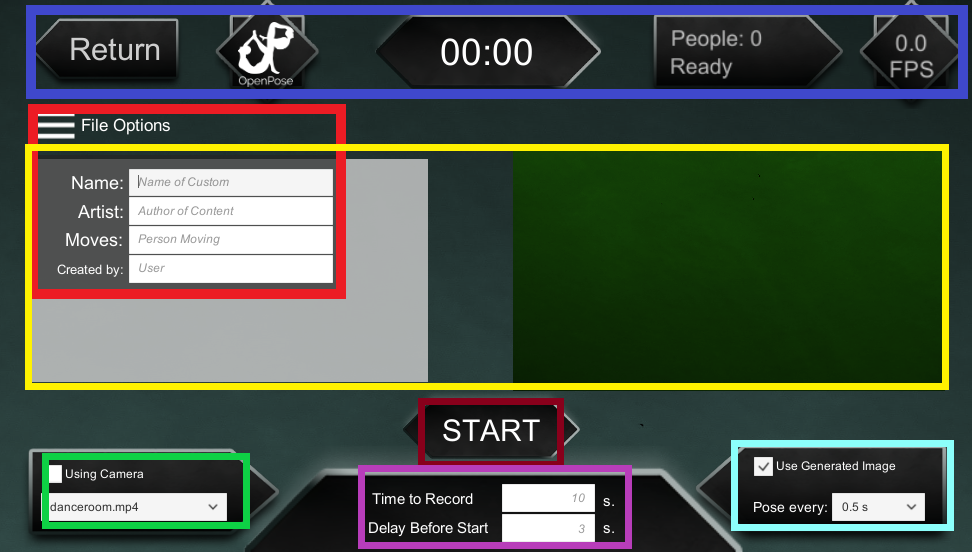 Return
OpenPose
00:00
People: 0
Ready
0.0
FPS
File Options
Name: Name of Custom
Artist: Author of Content
Moves: Person Moving
Created by: User
START
Using Camera
danceroom.mp4
Time to Record 10 s.
Delay Before Start 3 s.
Use Generated Image
Pose every: 0.5 s